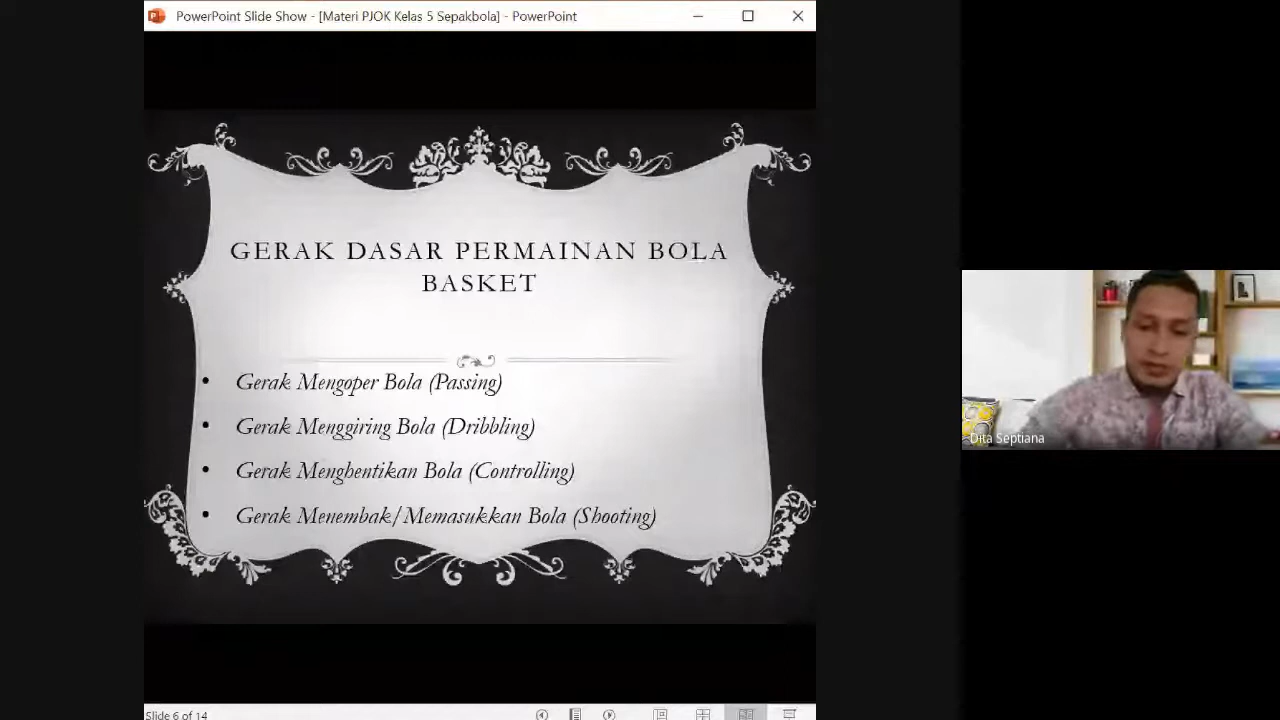 PowerPoint Slide Show - [Materi PJOK Kelas 5 Sepakbola] - PowerPoint
GERAK DASAR PERMAINAN BOLA
BASKET
• Gerak Mengoper Bola (Passing)
• Gerak Menggiring Bola (Dribbling)
• Gerak Menghentikan Bola (Controlling)
• Gerak Menembak/Memasukkan Bola (Shooting)
Dita Septiana
Slide 6 of 14